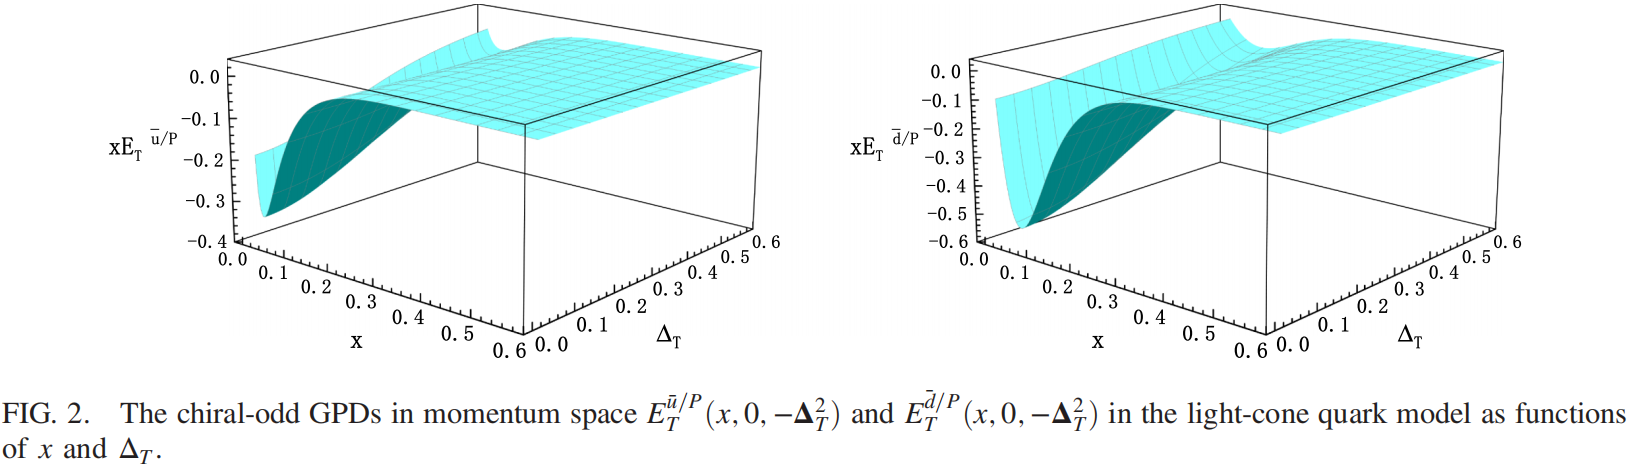 0.0
-0.1
xE_T^{ū/P}
-0.2
-0.3
-0.4
0.0 0.1 0.2 0.3 0.4 0.5 0.6
x
0.0 0.1 0.2 0.3 0.4 0.5 0.6
Δ_T
0.0
-0.1
xE_T^{d̄/P}
-0.2
-0.3
-0.4
-0.5
-0.6
0.0 0.1 0.2 0.3 0.4 0.5 0.6
x
0.0 0.1 0.2 0.3 0.4 0.5 0.6
Δ_T
FIG. 2. The chiral-odd GPDs in momentum space E_T^{ū/P}(x, 0, −Δ_T^2) and E_T^{d̄/P}(x, 0, −Δ_T^2) in the light-cone quark model as functions
of x and Δ_T.